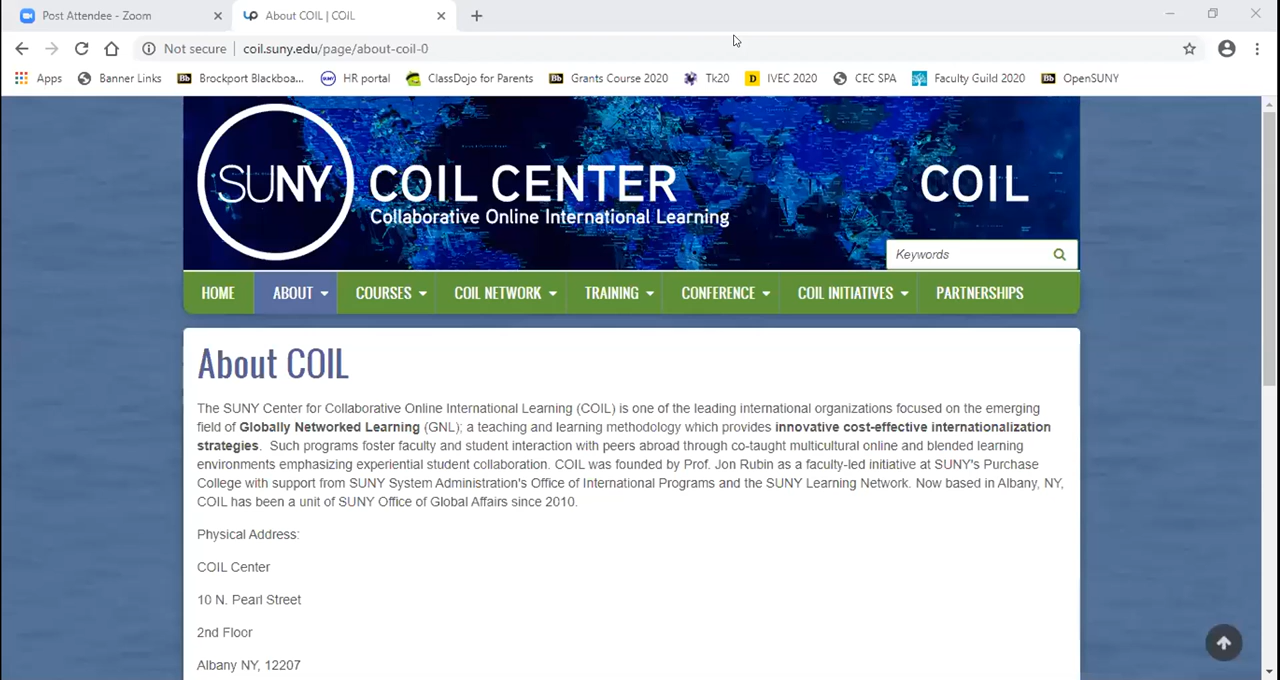 Post Attendee - Zoom
About COIL | COIL
Not secure | coil.suny.edu/page/about-coil-0
Apps Banner Links Brockport Blackboa... HR portal ClassDojo for Parents Grants Course 2020 Tk20 IVEC 2020 CEC SPA Faculty Guild 2020 OpenSUNY
SUNY COIL CENTER COIL
Collaborative Online International Learning
Keywords
HOME ABOUT COURSES COIL NETWORK TRAINING CONFERENCE COIL INITIATIVES PARTNERSHIPS
About COIL
The SUNY Center for Collaborative Online International Learning (COIL) is one of the leading international organizations focused on the emerging
field of Globally Networked Learning (GNL); a teaching and learning methodology which provides innovative cost-effective internationalization
strategies. Such programs foster faculty and student interaction with peers abroad through co-taught multicultural online and blended learning
environments emphasizing experiential student collaboration. COIL was founded by Prof. Jon Rubin as a faculty-led initiative at SUNY's Purchase
College with support from SUNY System Administration's Office of International Programs and the SUNY Learning Network. Now based in Albany, NY,
COIL has been a unit of SUNY Office of Global Affairs since 2010.
Physical Address:
COIL Center
10 N. Pearl Street
2nd Floor
Albany NY, 12207